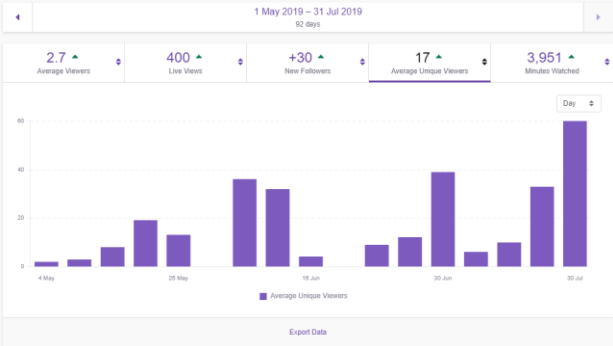 1 May 2019 – 31 Jul 2019
92 days
2.7 400 +30 17 3,951
Average Viewers Live Views New Followers Average Unique Viewers Minutes Watched
Day
60
40
20
0
4 May 25 May 18 Jun 30 Jun 30 Jul
Average Unique Viewers
Export Data